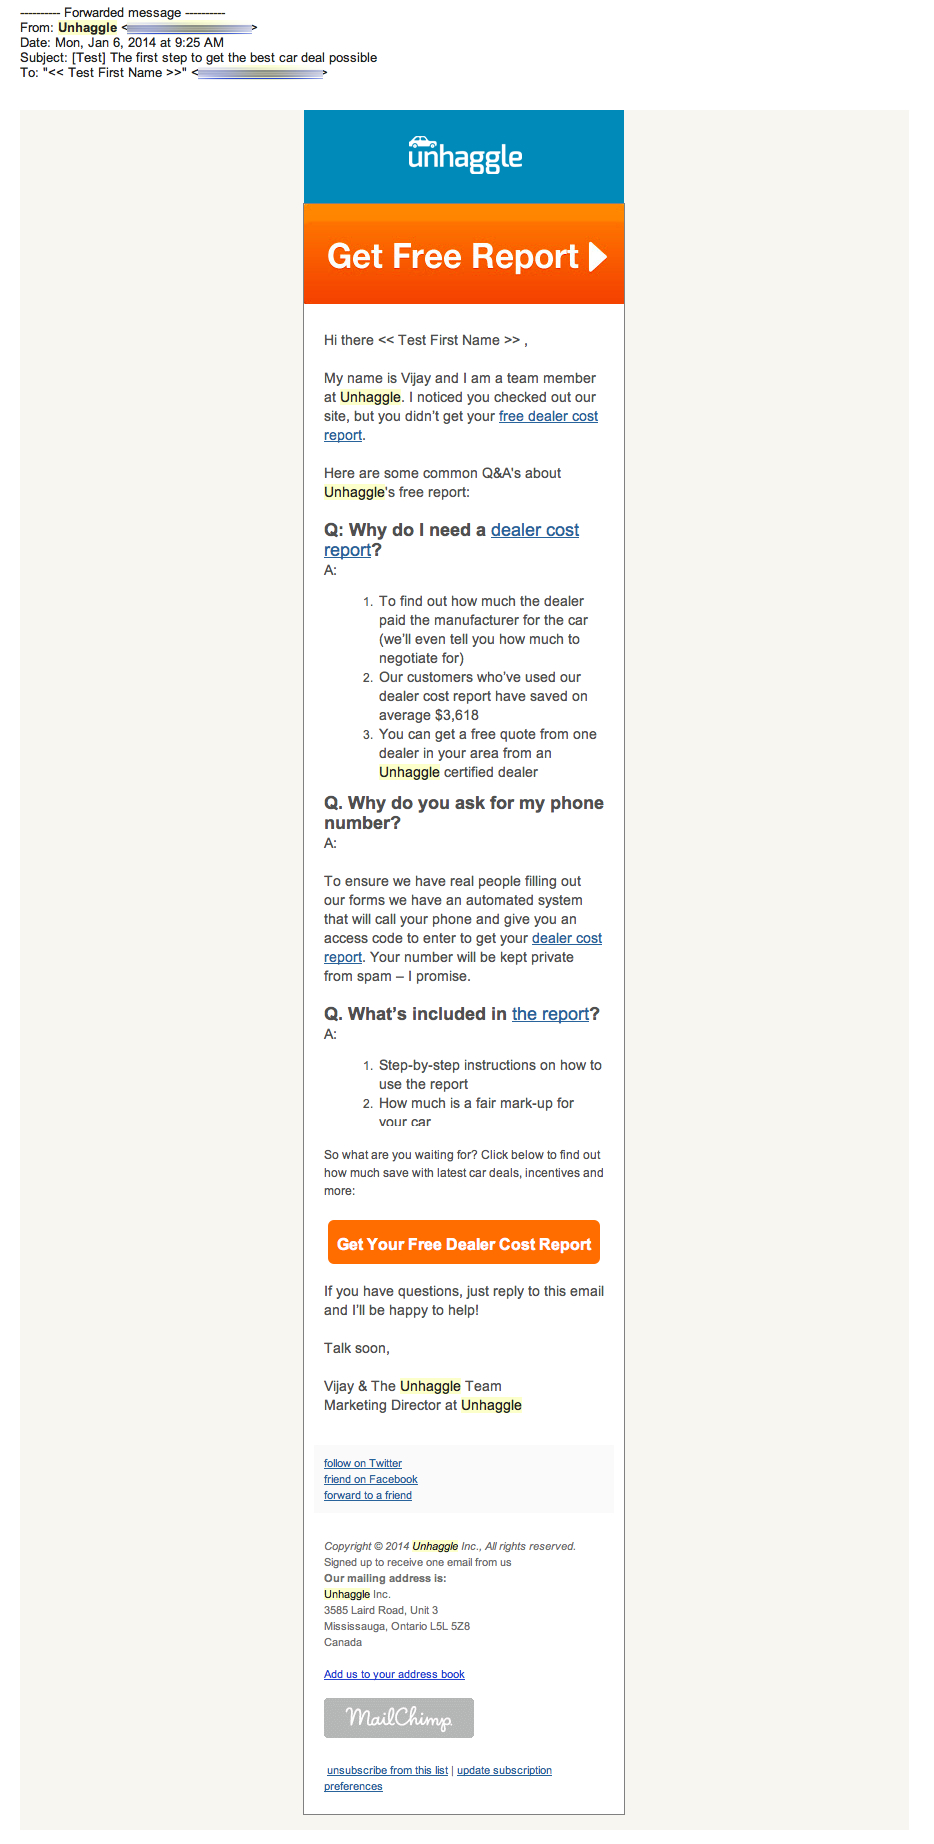 ---------- Forwarded message ----------
From: Unhaggle < >
Date: Mon, Jan 6, 2014 at 9:25 AM
Subject: [Test] The first step to get the best car deal possible
To: "<< Test First Name >>" < >
unhaggle
Get Free Report
Hi there << Test First Name >> ,
My name is Vijay and I am a team member
at Unhaggle. I noticed you checked out our
site, but you didn’t get your free dealer cost
report.
Here are some common Q&A's about
Unhaggle's free report:
Q: Why do I need a dealer cost
report?
A:
1. To find out how much the dealer
paid the manufacturer for the car
(we’ll even tell you how much to
negotiate for)
2. Our customers who’ve used our
dealer cost report have saved on
average $3,618
3. You can get a free quote from one
dealer in your area from an
Unhaggle certified dealer
Q. Why do you ask for my phone
number?
A:
To ensure we have real people filling out
our forms we have an automated system
that will call your phone and give you an
access code to enter to get your dealer cost
report. Your number will be kept private
from spam – I promise.
Q. What’s included in the report?
A:
1. Step-by-step instructions on how to
use the report
2. How much is a fair mark-up for
your car
So what are you waiting for? Click below to find out
how much save with latest car deals, incentives and
more:
Get Your Free Dealer Cost Report
If you have questions, just reply to this email
and I’ll be happy to help!
Talk soon,
Vijay & The Unhaggle Team
Marketing Director at Unhaggle
follow on Twitter
friend on Facebook
forward to a friend
Copyright © 2014 Unhaggle Inc., All rights reserved.
Signed up to receive one email from us
Our mailing address is:
Unhaggle Inc.
3585 Laird Road, Unit 3
Mississauga, Ontario L5L 5Z8
Canada
Add us to your address book
MailChimp
unsubscribe from this list | update subscription
preferences